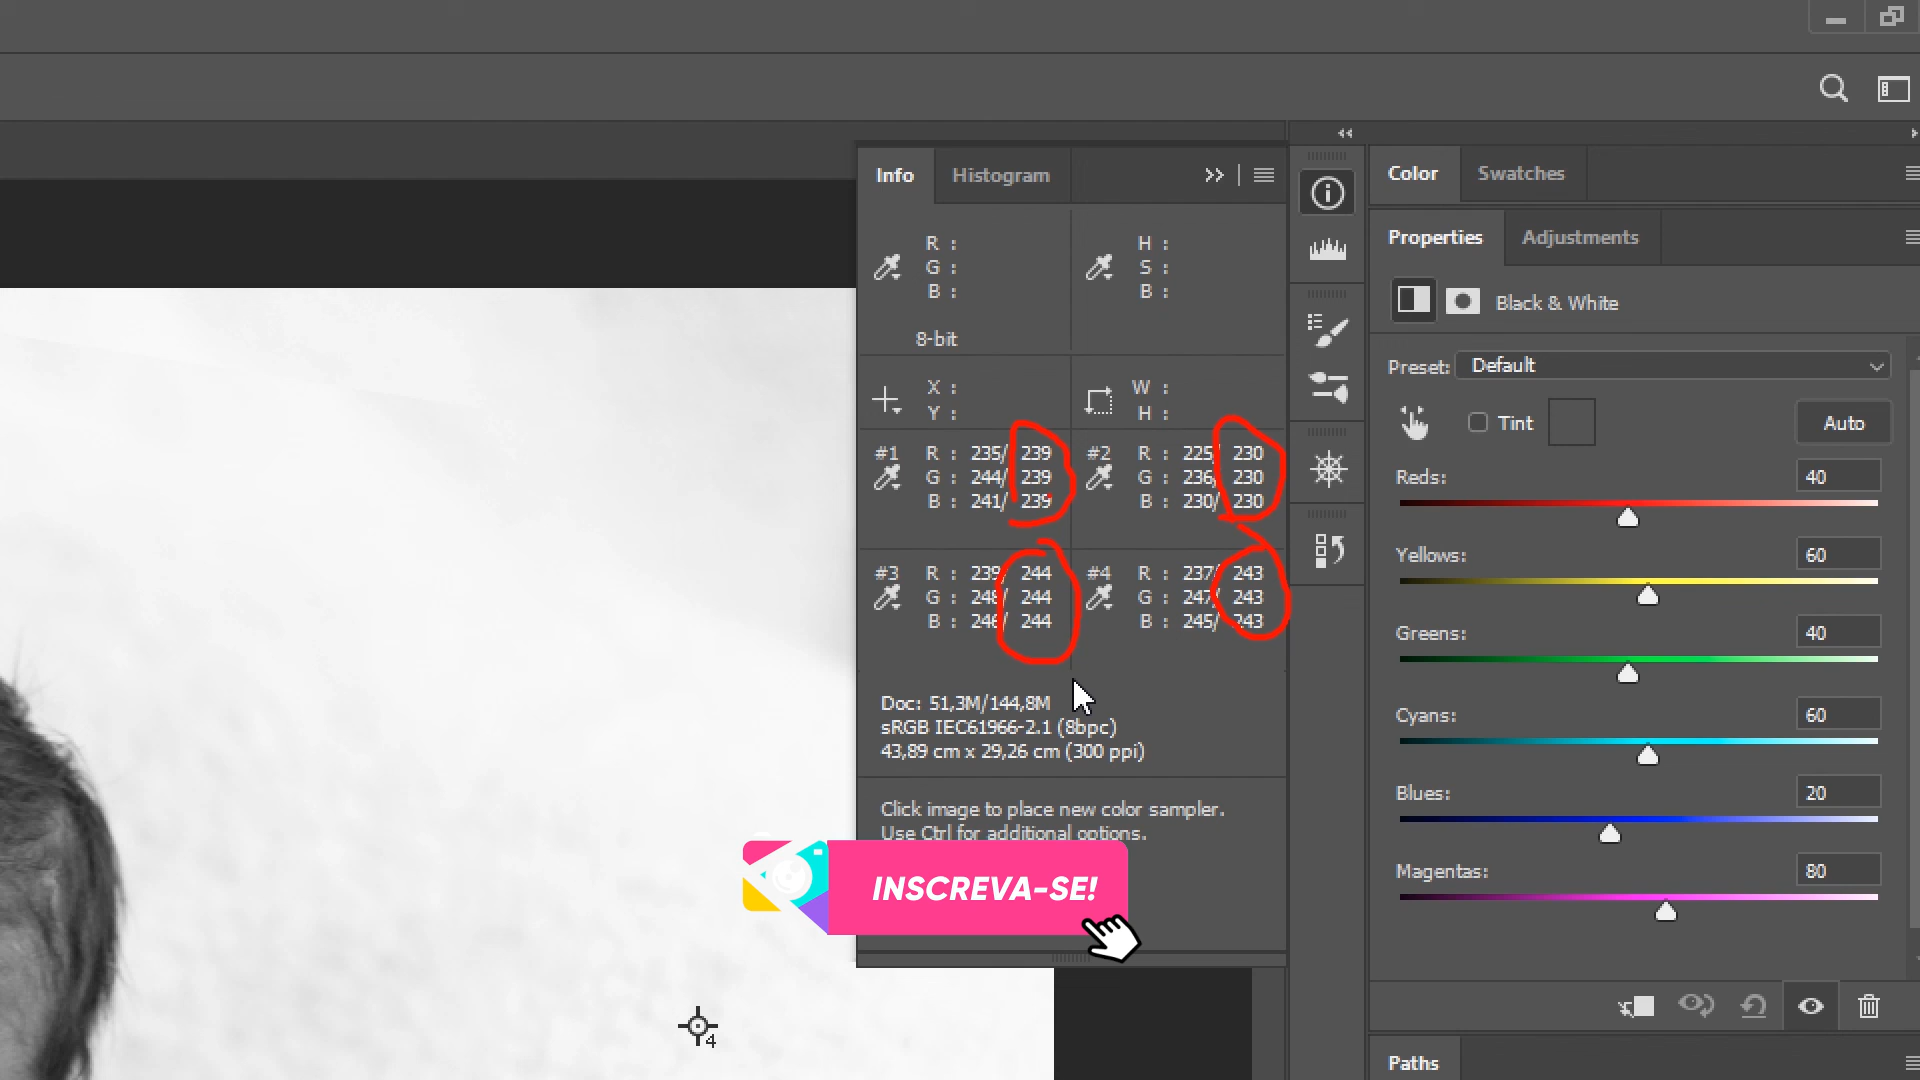 Info
Histogram
R :
G :
B :
H :
S :
B :
8-bit
X :
Y :
W :
H :
#1 R : 235/ 239
G : 244/ 239
B : 241/ 239
#2 R : 225/ 230
G : 236/ 230
B : 230/ 230
#3 R : 239/ 244
G : 248/ 244
B : 246/ 244
#4 R : 237/ 243
G : 247/ 243
B : 245/ 243
Doc: 51,3M/144,8M
sRGB IEC61966-2.1 (8bpc)
43,89 cm x 29,26 cm (300 ppi)
Click image to place new color sampler.
Use Ctrl for additional options.
INSCREVA-SE!
4
Color
Swatches
Properties
Adjustments
Black & White
Preset: Default
Tint
Auto
Reds: 40
Yellows: 60
Greens: 40
Cyans: 60
Blues: 20
Magentas: 80
Paths